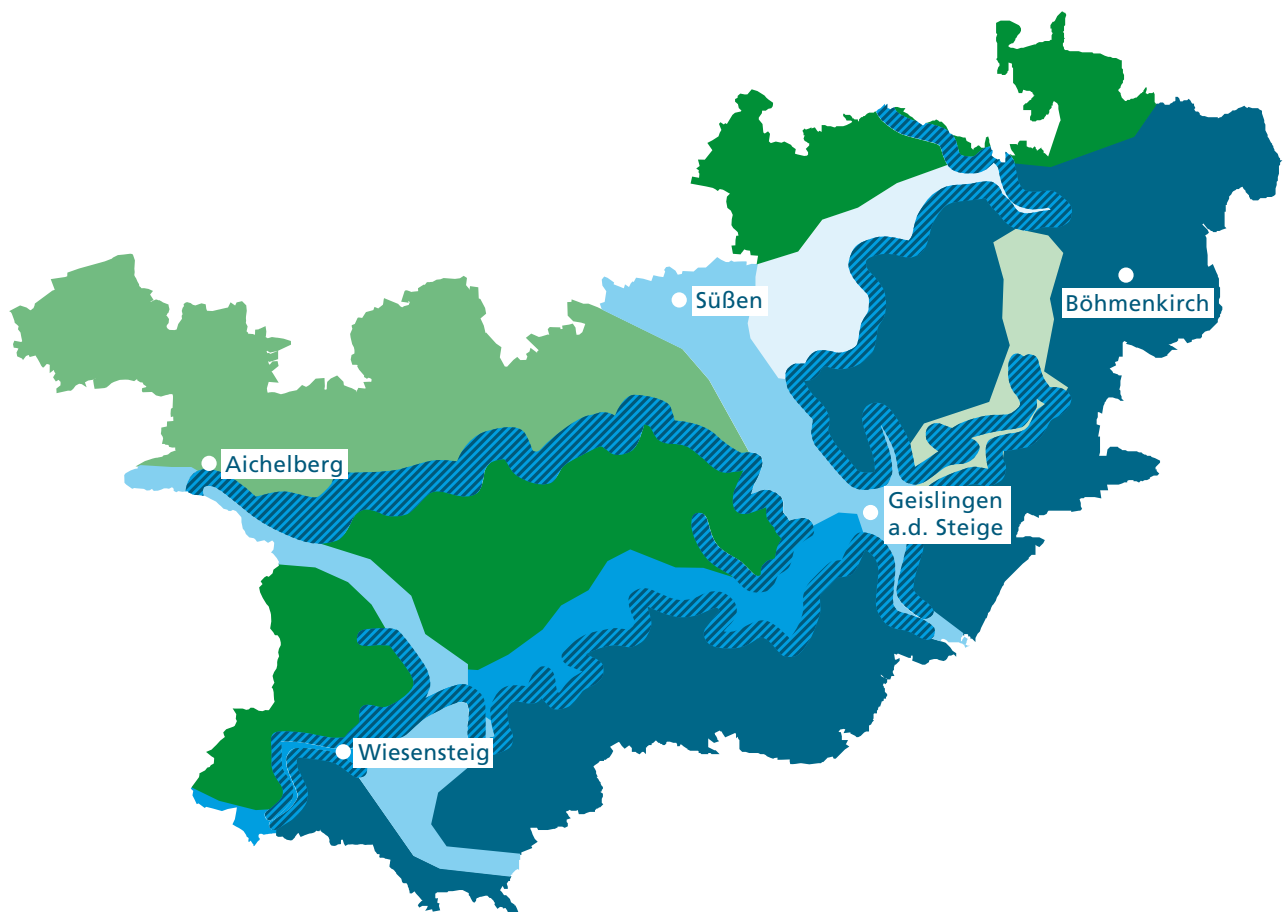 Süßen
Böhmenkirch
Aichelberg
Geislingen
a.d. Steige
Wiesensteig